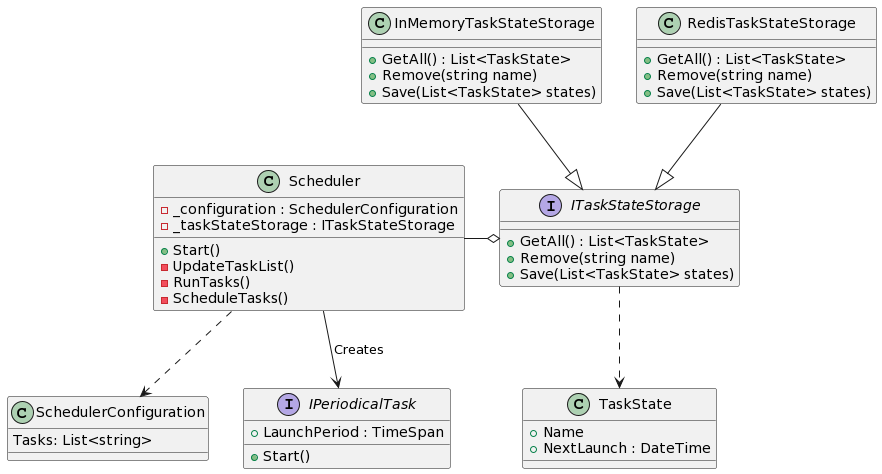 C InMemoryTaskStateStorage
GetAll() : List<TaskState>
Remove(string name)
Save(List<TaskState> states)
C RedisTaskStateStorage
GetAll() : List<TaskState>
Remove(string name)
Save(List<TaskState> states)
C Scheduler
_configuration : SchedulerConfiguration
_taskStateStorage : ITaskStateStorage
Start()
UpdateTaskList()
RunTasks()
ScheduleTasks()
I ITaskStateStorage
GetAll() : List<TaskState>
Remove(string name)
Save(List<TaskState> states)
Creates
C SchedulerConfiguration
Tasks: List<string>
I IPeriodicalTask
LaunchPeriod : TimeSpan
Start()
C TaskState
Name
NextLaunch : DateTime